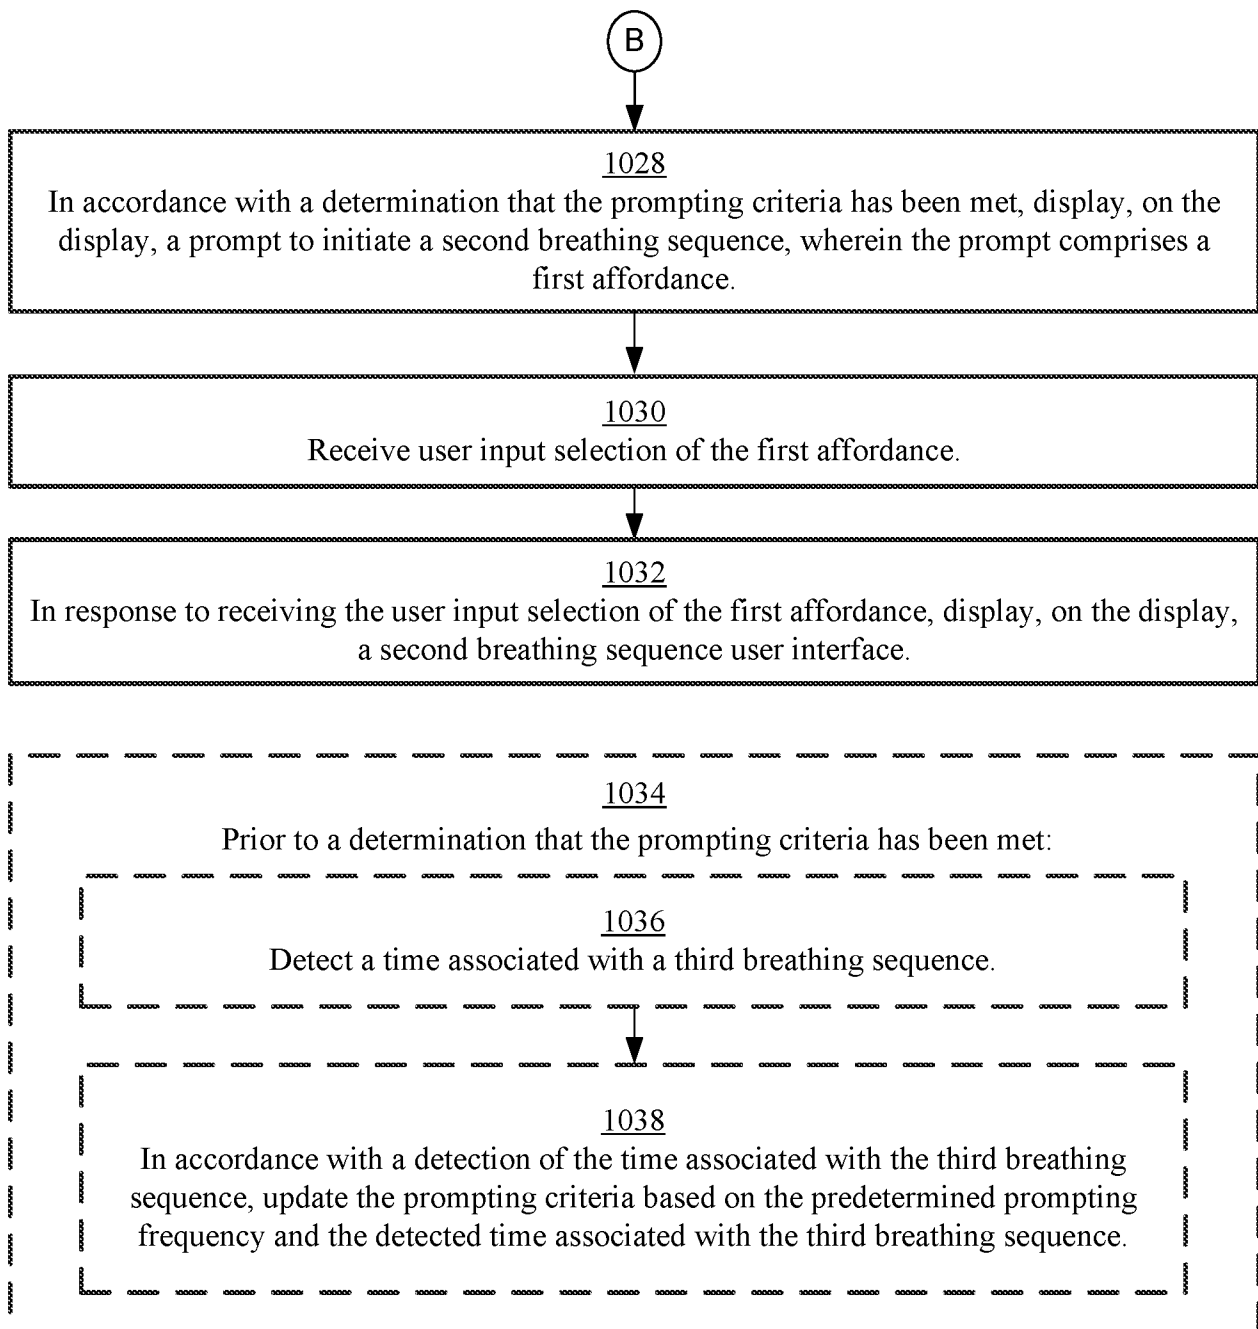 B
1028
In accordance with a determination that the prompting criteria has been met, display, on the
display, a prompt to initiate a second breathing sequence, wherein the prompt comprises a
first affordance.
1030
Receive user input selection of the first affordance.
1032
In response to receiving the user input selection of the first affordance, display, on the display,
a second breathing sequence user interface.
1034
Prior to a determination that the prompting criteria has been met:
1036
Detect a time associated with a third breathing sequence.
1038
In accordance with a detection of the time associated with the third breathing
sequence, update the prompting criteria based on the predetermined prompting
frequency and the detected time associated with the third breathing sequence.